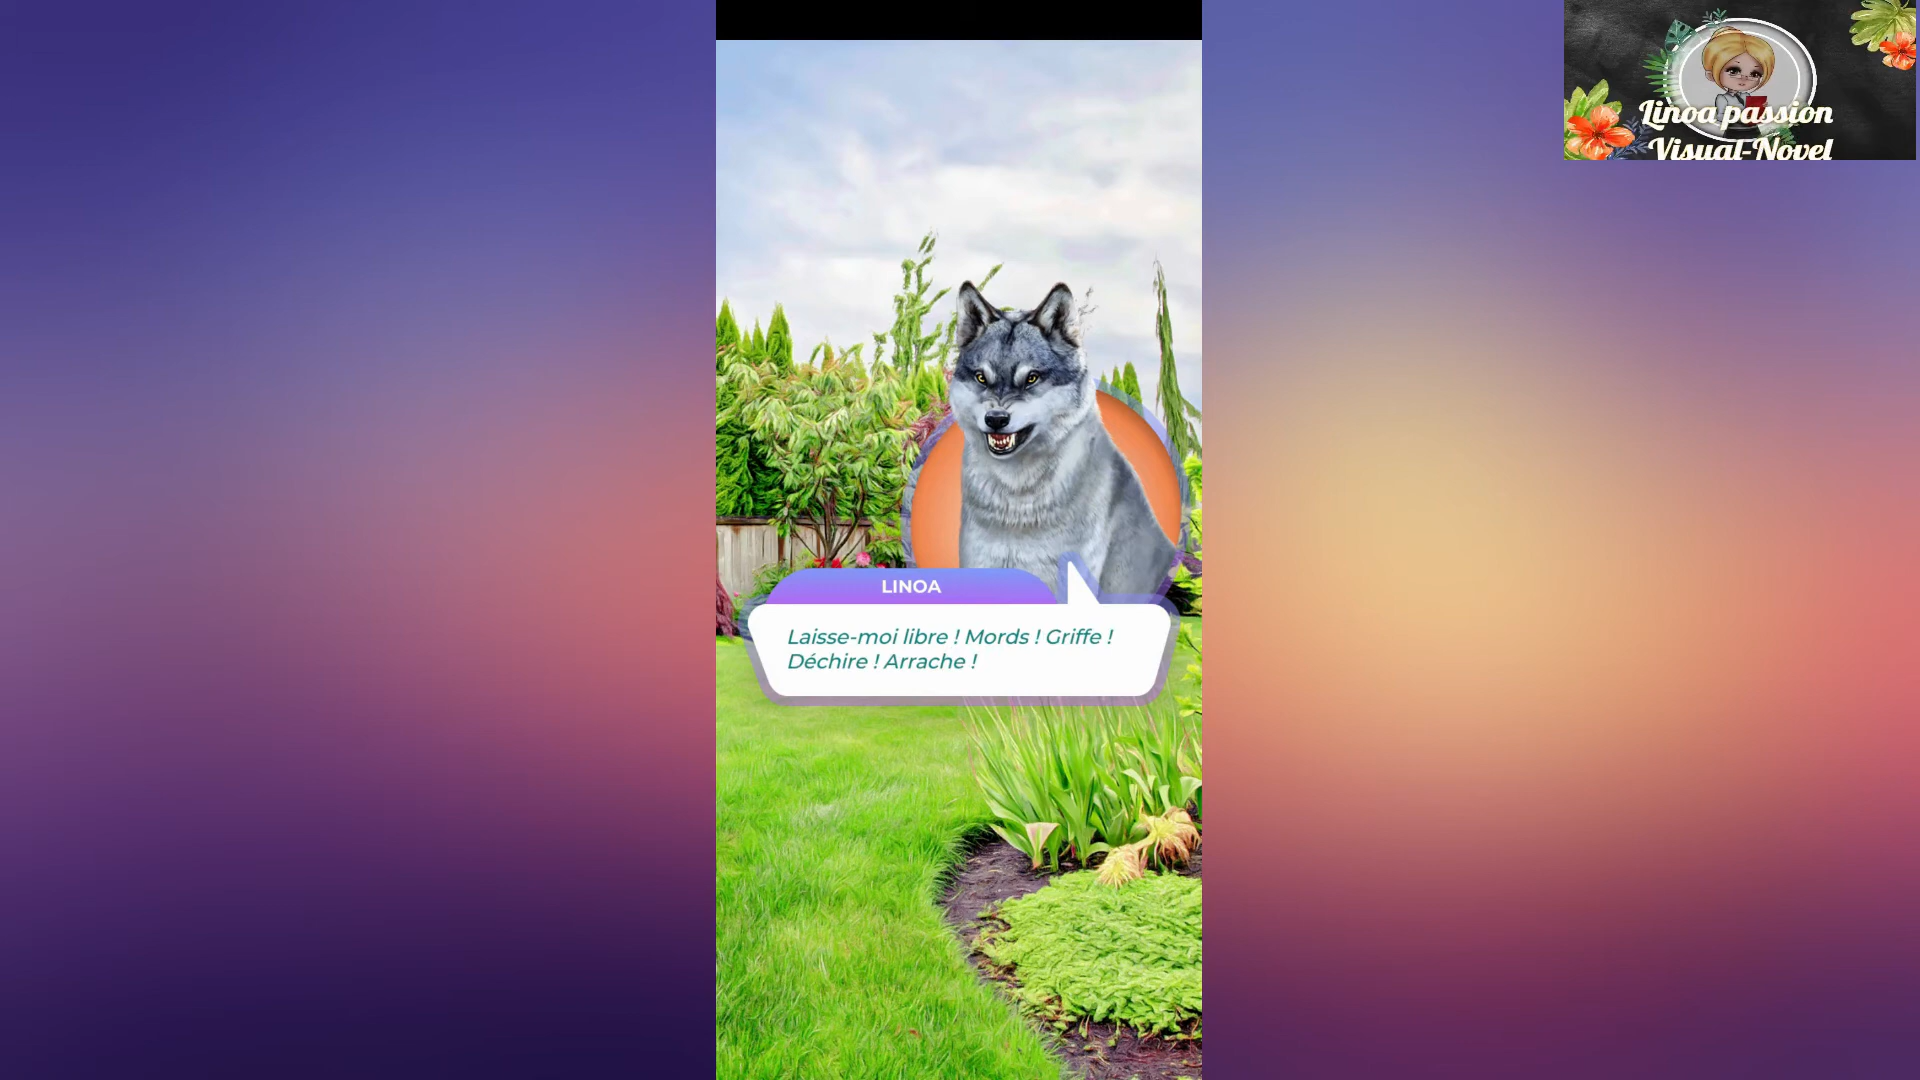 Linoa passion
Visual-Novel
LINOA
Laisse-moi libre ! Mords ! Griffe !
Déchire ! Arrache !